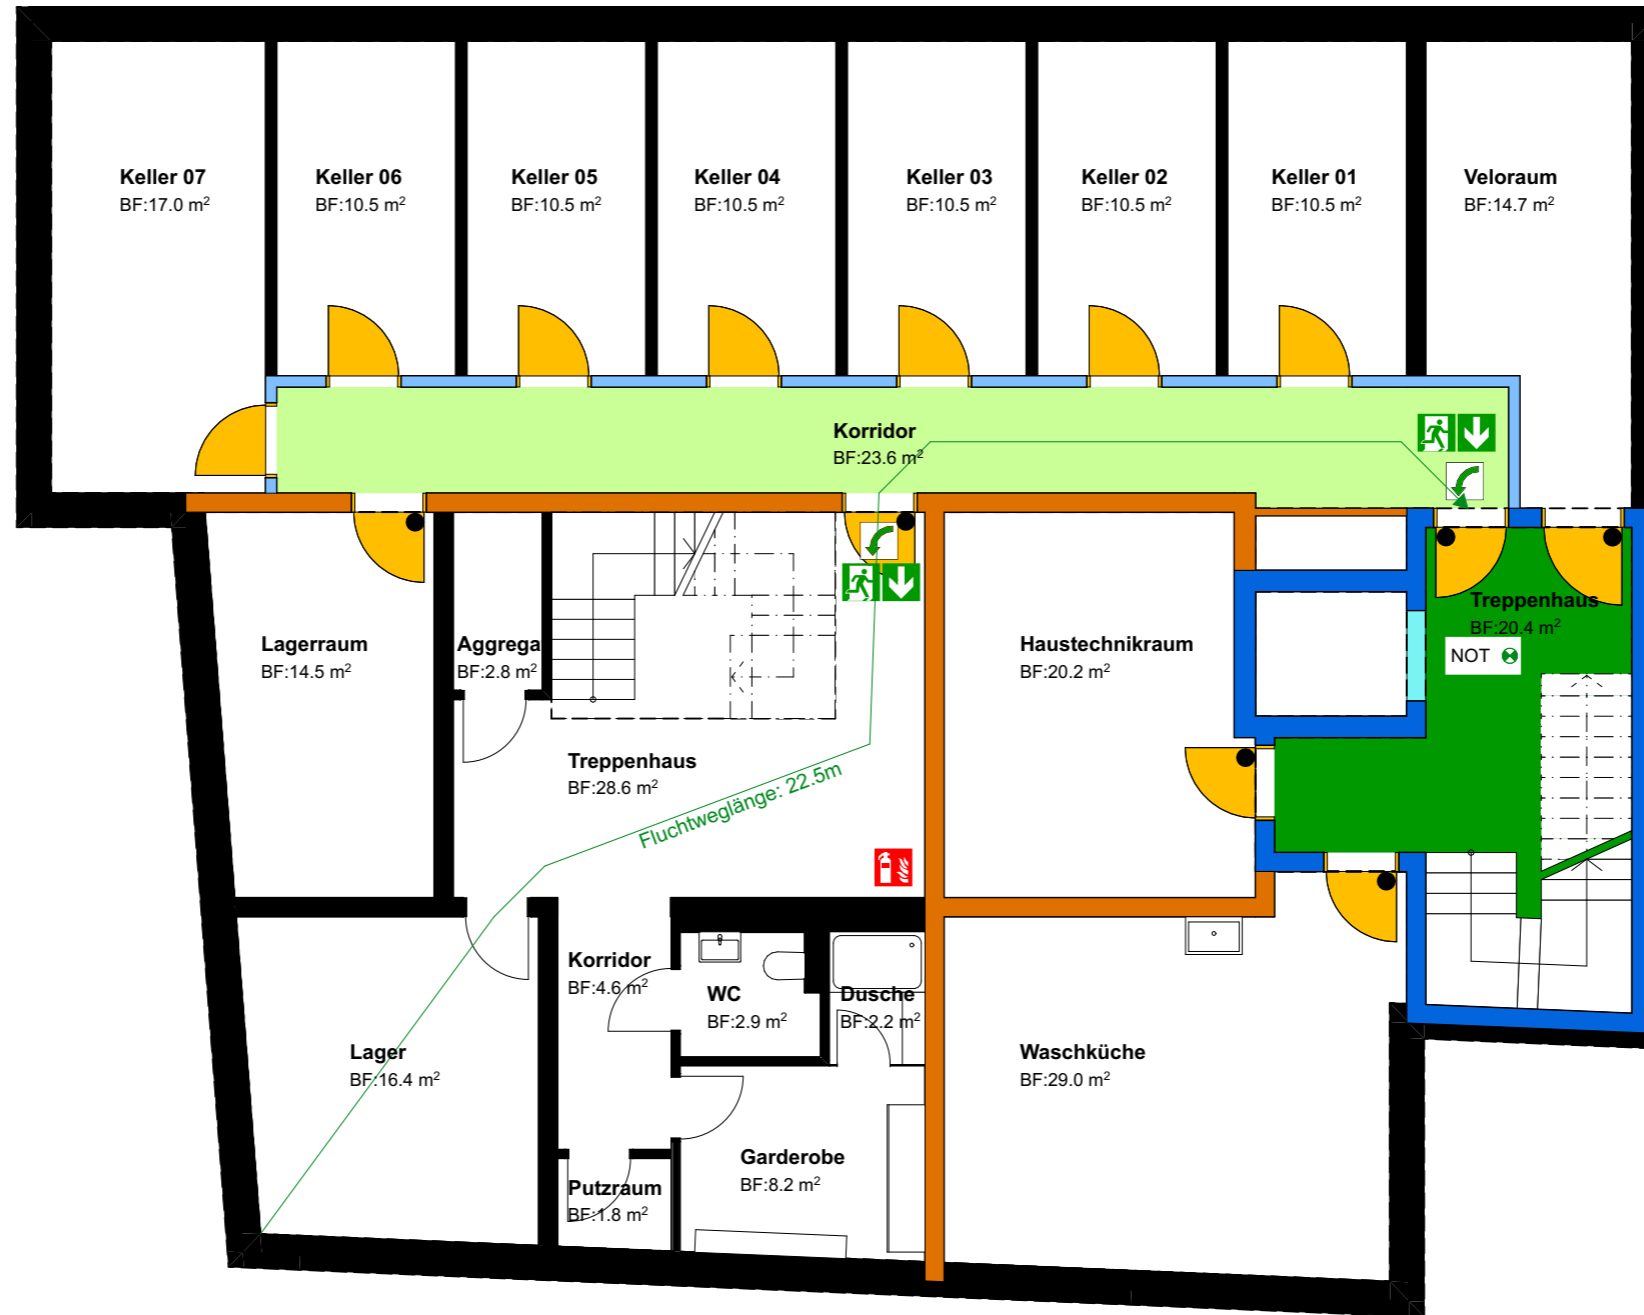 Keller 07
BF:17.0 m²
Keller 06
BF:10.5 m²
Keller 05
BF:10.5 m²
Keller 04
BF:10.5 m²
Keller 03
BF:10.5 m²
Keller 02
BF:10.5 m²
Keller 01
BF:10.5 m²
Veloraum
BF:14.7 m²
Korridor
BF:23.6 m²
Lagerraum
BF:14.5 m²
Aggrega
BF:2.8 m²
Haustechnikraum
BF:20.2 m²
Treppenhaus
BF:20.4 m²
NOT
Treppenhaus
BF:28.6 m²
Fluchtweglänge: 22.5m
Korridor
BF:4.6 m²
WC
BF:2.9 m²
Dusche
BF:2.2 m²
Lager
BF:16.4 m²
Waschküche
BF:29.0 m²
Putzraum
BF:1.8 m²
Garderobe
BF:8.2 m²